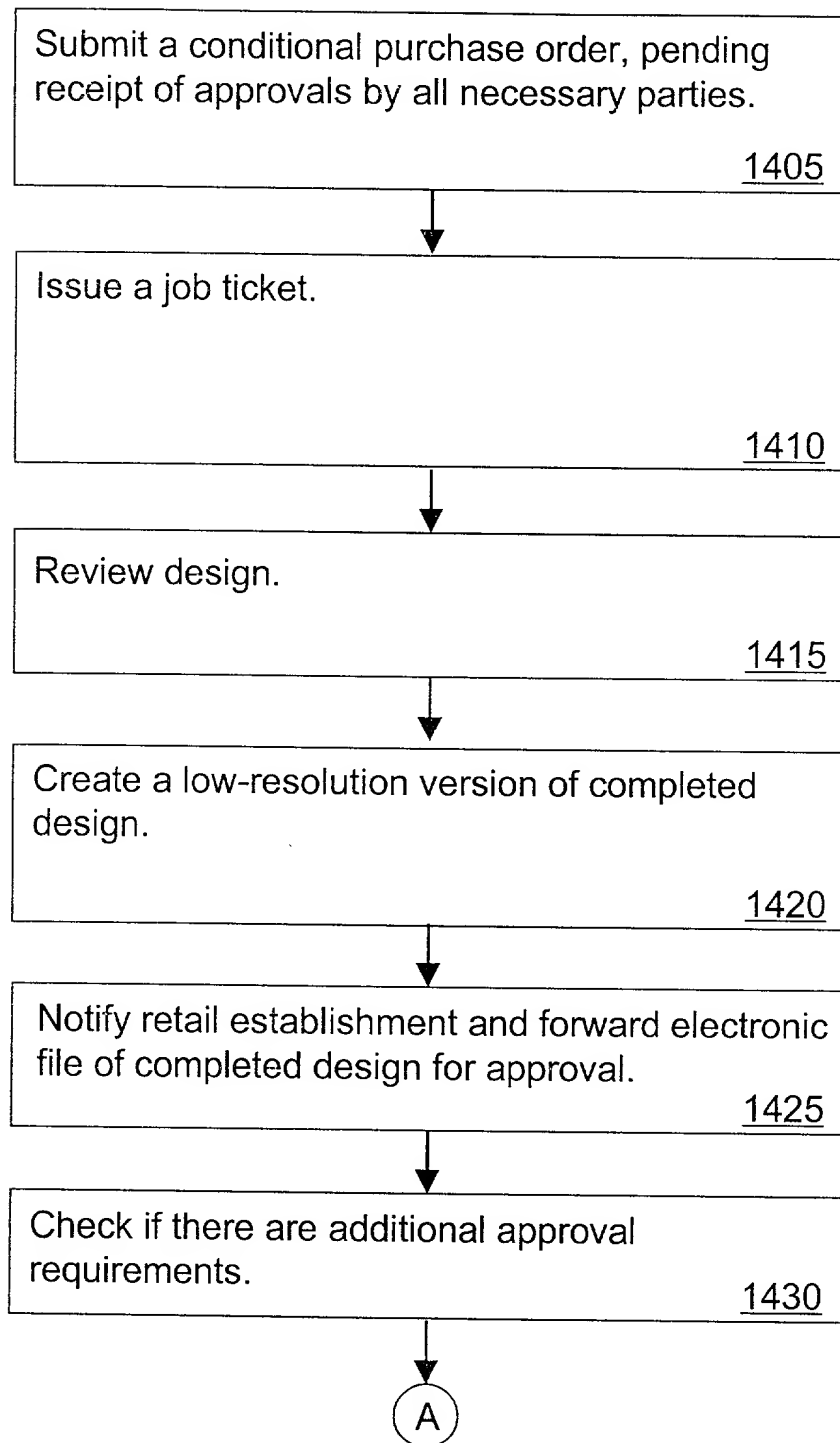 Submit a conditional purchase order, pending
receipt of approvals by all necessary parties.
1405
Issue a job ticket.
1410
Review design.
1415
Create a low-resolution version of completed
design.
1420
Notify retail establishment and forward electronic
file of completed design for approval.
1425
Check if there are additional approval
requirements.
1430
A